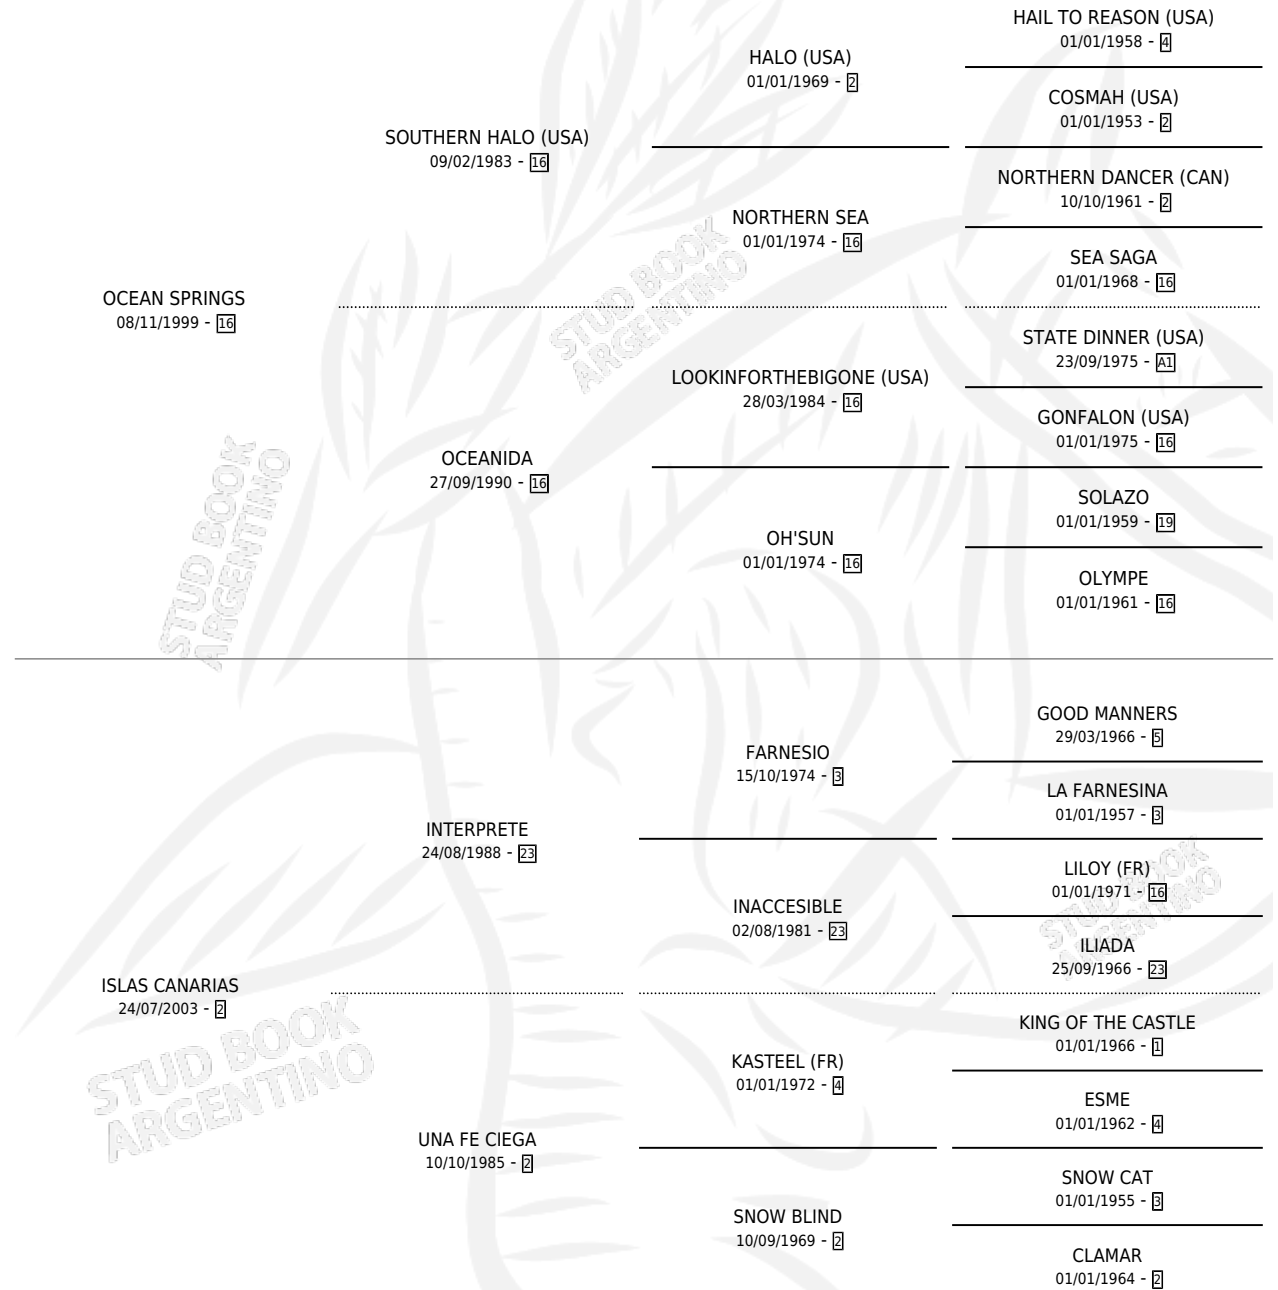 HAIL TO REASON (USA)
01/01/1958 - 4
HALO (USA)
01/01/1969 - 2
COSMAH (USA)
01/01/1953 - 2
SOUTHERN HALO (USA)
09/02/1983 - 16
NORTHERN DANCER (CAN)
10/10/1961 - 2
NORTHERN SEA
01/01/1974 - 16
SEA SAGA
01/01/1968 - 16
OCEAN SPRINGS
08/11/1999 - 16
STUD BOOK
ARGENTINO
STATE DINNER (USA)
23/09/1975 - A1
LOOKINFORTHEBIGONE (USA)
28/03/1984 - 16
GONFALON (USA)
01/01/1975 - 16
OCEANIDA
27/09/1990 - 16
SOLAZO
01/01/1959 - 19
OH'SUN
01/01/1974 - 16
OLYMPE
01/01/1961 - 16
STUD BOOK
ARGENTINO
GOOD MANNERS
29/03/1966 - 5
FARNESIO
15/10/1974 - 3
LA FARNESINA
01/01/1957 - 3
INTERPRETE
24/08/1988 - 23
LILOY (FR)
01/01/1971 - 16
INACCESIBLE
02/08/1981 - 23
STUD BOOK
ARGENTINO
ILIADA
25/09/1966 - 23
ISLAS CANARIAS
24/07/2003 - 2
STUD BOOK
ARGENTINO
KING OF THE CASTLE
01/01/1966 - 1
KASTEEL (FR)
01/01/1972 - 4
ESME
01/01/1962 - 4
UNA FE CIEGA
10/10/1985 - 2
SNOW CAT
01/01/1955 - 3
SNOW BLIND
10/09/1969 - 2
CLAMAR
01/01/1964 - 2